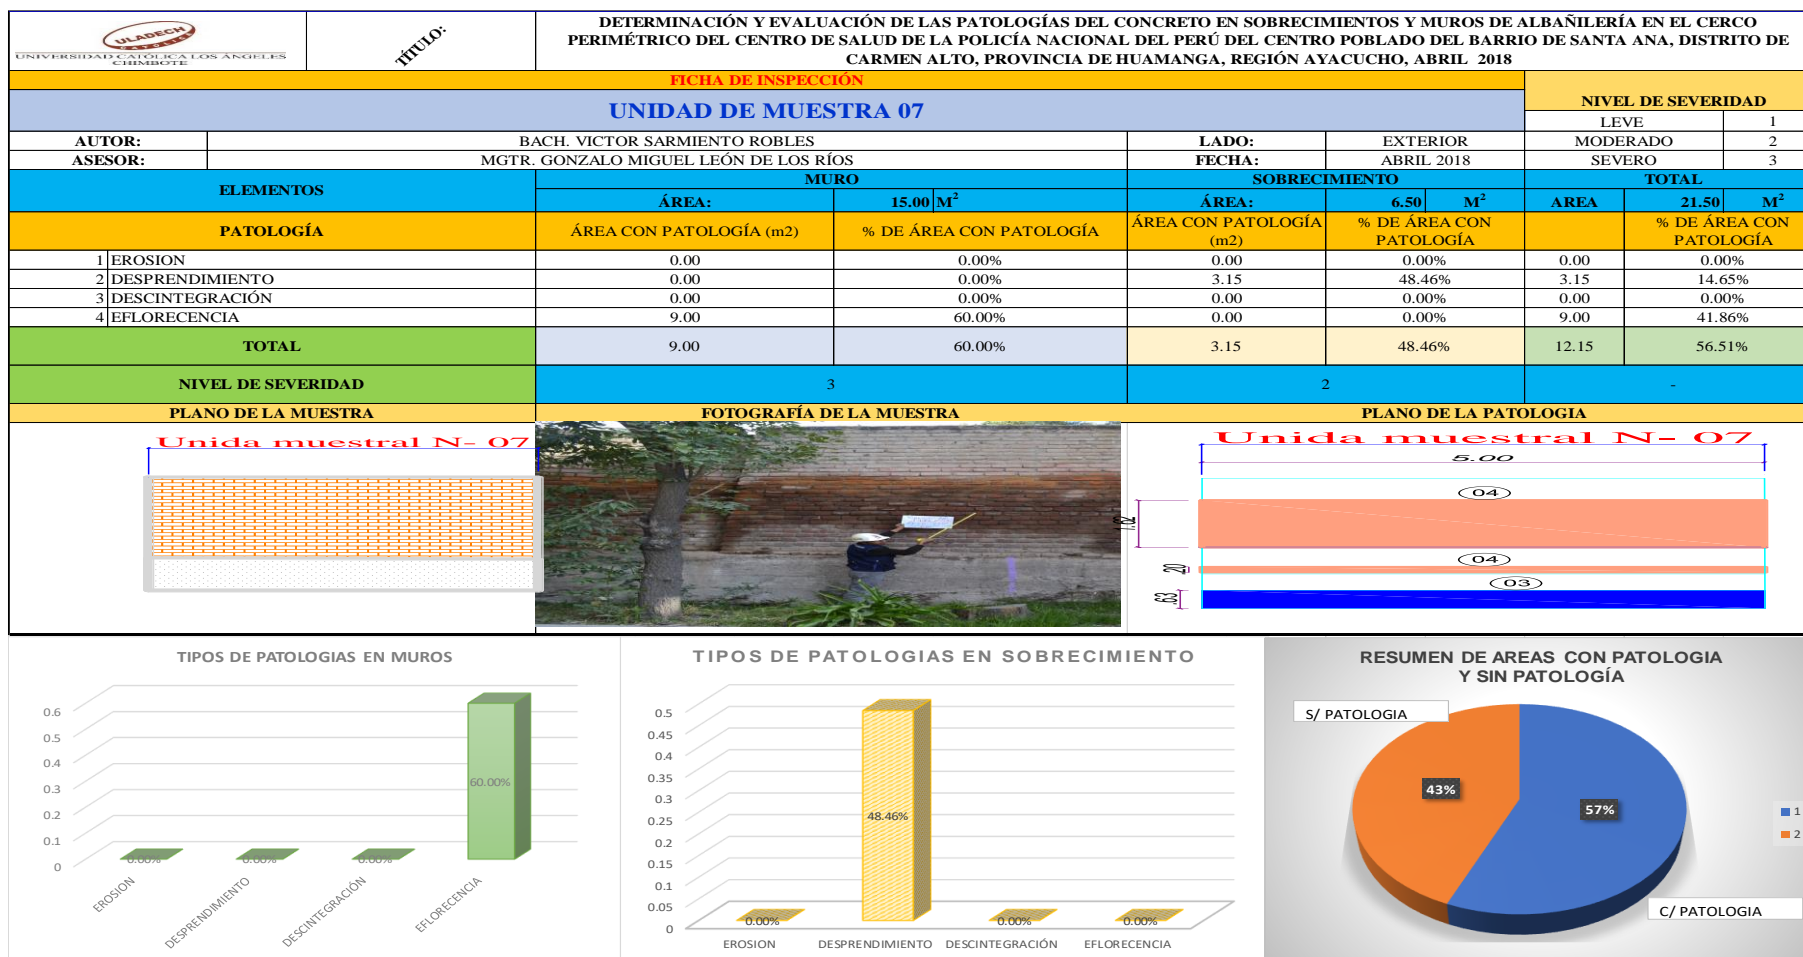 ULADECH
CATOLICA
UNIVERSIDAD CATÓLICA LOS ÁNGELES
CHIMBOTE
TÍTULO:
DETERMINACIÓN Y EVALUACIÓN DE LAS PATOLOGÍAS DEL CONCRETO EN SOBRECIMIENTOS Y MUROS DE ALBAÑILERÍA EN EL CERCO
PERIMÉTRICO DEL CENTRO DE SALUD DE LA POLICÍA NACIONAL DEL PERÚ DEL CENTRO POBLADO DEL BARRIO DE SANTA ANA, DISTRITO DE
CARMEN ALTO, PROVINCIA DE HUAMANGA, REGIÓN AYACUCHO, ABRIL 2018
FICHA DE INSPECCIÓN
UNIDAD DE MUESTRA 07
NIVEL DE SEVERIDAD
LEVE 1
AUTOR: BACH. VICTOR SARMIENTO ROBLES LADO: EXTERIOR MODERADO 2
ASESOR: MGTR. GONZALO MIGUEL LEÓN DE LOS RÍOS FECHA: ABRIL 2018 SEVERO 3
ELEMENTOS MURO SOBRECIMIENTO TOTAL
ÁREA: 15.00 M² ÁREA: 6.50 M² AREA 21.50 M²
PATOLOGÍA ÁREA CON PATOLOGÍA (m2) % DE ÁREA CON PATOLOGÍA ÁREA CON PATOLOGÍA (m2) % DE ÁREA CON PATOLOGÍA % DE ÁREA CON PATOLOGÍA
1 EROSION 0.00 0.00% 0.00 0.00% 0.00 0.00%
2 DESPRENDIMIENTO 0.00 0.00% 3.15 48.46% 3.15 14.65%
3 DESCINTEGRACIÓN 0.00 0.00% 0.00 0.00% 0.00 0.00%
4 EFLORECENCIA 9.00 60.00% 0.00 0.00% 9.00 41.86%
TOTAL 9.00 60.00% 3.15 48.46% 12.15 56.51%
NIVEL DE SEVERIDAD 3 2 -
PLANO DE LA MUESTRA FOTOGRAFÍA DE LA MUESTRA PLANO DE LA PATOLOGIA
Unida muestral N- 07
Unida muestral N- 07
5.00
04
04
.20
03
.63
TIPOS DE PATOLOGIAS EN MUROS
0.6
0.5
0.4
0.3
0.2
0.1
0
0.00% 0.00% 0.00% 60.00%
EROSION DESPRENDIMIENTO DESCINTEGRACIÓN EFLORECENCIA
TIPOS DE PATOLOGIAS EN SOBRECIMIENTO
0.5
0.45
0.4
0.35
0.3
0.25
0.2
0.15
0.1
0.05
0
0.00% 48.46% 0.00% 0.00%
EROSION DESPRENDIMIENTO DESCINTEGRACIÓN EFLORECENCIA
RESUMEN DE AREAS CON PATOLOGIA
Y SIN PATOLOGÍA
S/ PATOLOGIA
43%
57%
1
2
C/ PATOLOGIA